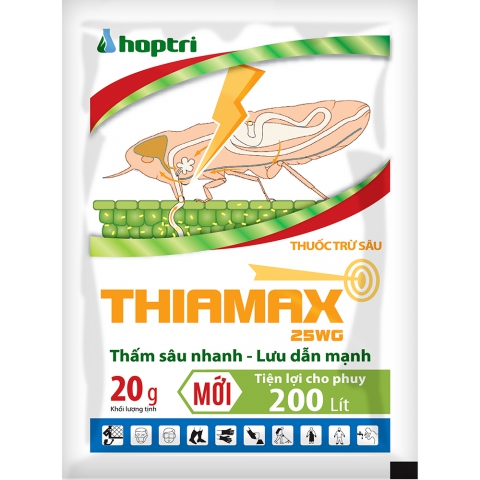 hoptri
THUỐC TRỪ SÂU
THIAMAX
25WG
Thấm sâu nhanh - Lưu dẫn mạnh
20 g
Khối lượng tịnh
MỚI
Tiện lợi cho phuy
200 Lít